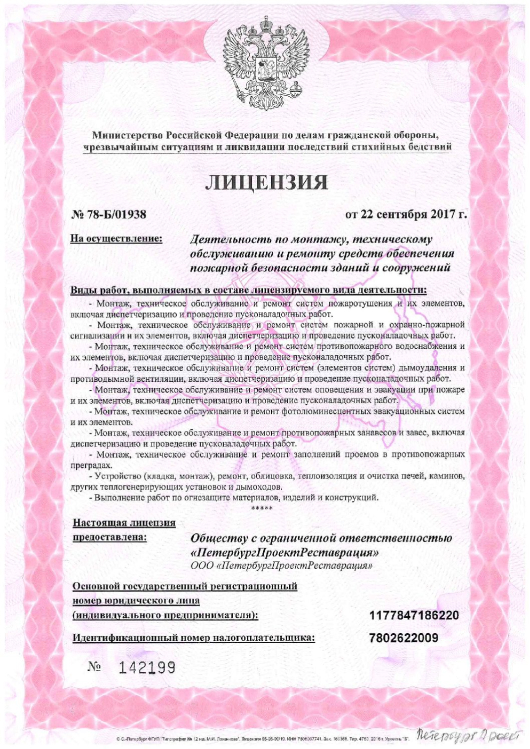 Министерство Российской Федерации по делам гражданской обороны,
чрезвычайным ситуациям и ликвидации последствий стихийных бедствий
ЛИЦЕНЗИЯ
№ 78-Б/01938
от 22 сентября 2017 г.
На осуществление:
Деятельность по монтажу, техническому
обслуживанию и ремонту средств обеспечения
пожарной безопасности зданий и сооружений
Виды работ, выполняемых в составе лицензируемого вида деятельности:
- Монтаж, техническое обслуживание и ремонт систем пожаротушения и их элементов,
включая диспетчеризацию и проведение пусконаладочных работ.
- Монтаж, техническое обслуживание и ремонт систем пожарной и охранно-пожарной
сигнализации и их элементов, включая диспетчеризацию и проведение пусконаладочных работ.
- Монтаж, техническое обслуживание и ремонт систем противопожарного водоснабжения и
их элементов, включая диспетчеризацию и проведение пусконаладочных работ.
- Монтаж, техническое обслуживание и ремонт систем (элементов систем) дымоудаления и
противодымной вентиляции, включая диспетчеризацию и проведение пусконаладочных работ.
- Монтаж, техническое обслуживание и ремонт систем оповещения и эвакуации при пожаре
и их элементов, включая диспетчеризацию и проведение пусконаладочных работ.
- Монтаж, техническое обслуживание и ремонт фотолюминесцентных эвакуационных систем
и их элементов.
- Монтаж, техническое обслуживание и ремонт противопожарных занавесов и завес, включая
диспетчеризацию и проведение пусконаладочных работ.
- Монтаж, техническое обслуживание и ремонт заполнений проемов в противопожарных
преградах.
- Устройство (кладка, монтаж), ремонт, облицовка, теплоизоляция и очистка печей, каминов,
других теплогенерирующих установок и дымоходов.
- Выполнение работ по огнезащите материалов, изделий и конструкций.
*****
Настоящая лицензия
предоставлена:
Обществу с ограниченной ответственностью
«ПетербургПроектРеставрация»
ООО «ПетербургПроектРеставрация»
Основной государственный регистрационный
номер юридического лица
(индивидуального предпринимателя):
1177847186220
Идентификационный номер налогоплательщика:
7802622009
№ 142199
Петербург Проект